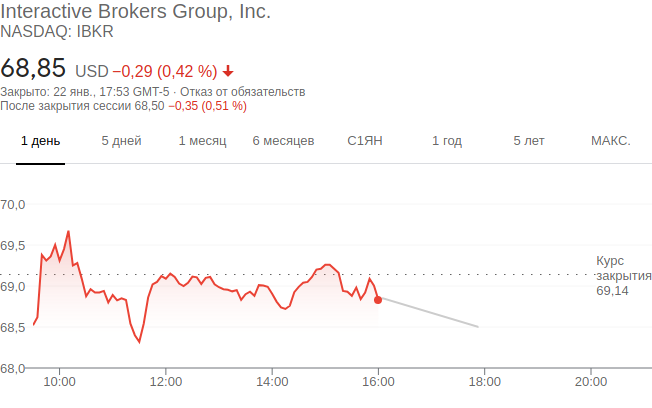 Interactive Brokers Group, Inc.
NASDAQ: IBKR
68,85 USD −0,29 (0,42 %)
Закрыто: 22 янв., 17:53 GMT-5 · Отказ от обязательств
После закрытия сессии 68,50 −0,35 (0,51 %)
1 день 5 дней 1 месяц 6 месяцев С1ЯН 1 год 5 лет МАКС.
70,0
69,5
Курс
закрытия
69,14
69,0
68,5
68,0
10:00 12:00 14:00 16:00 18:00 20:00